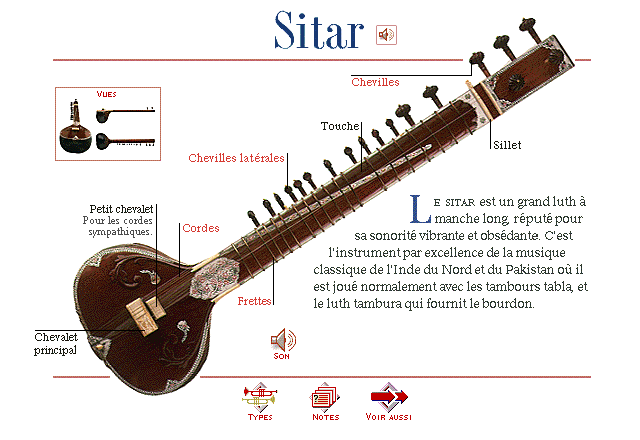 Sitar
Chevilles
Vues
Touche
Sillet
Chevilles latérales
Petit chevalet
Pour les cordes
sympathiques.
Cordes
Le sitar est un grand luth à
manche long, réputé pour
sa sonorité vibrante et obsédante. C'est
l'instrument par excellence de la musique
classique de l'Inde du Nord et du Pakistan où il
est joué normalement avec les tambours tabla, et
le luth tambura qui fournit le bourdon.
Frettes
Chevalet
principal
Son
Types
Notes
Voir aussi